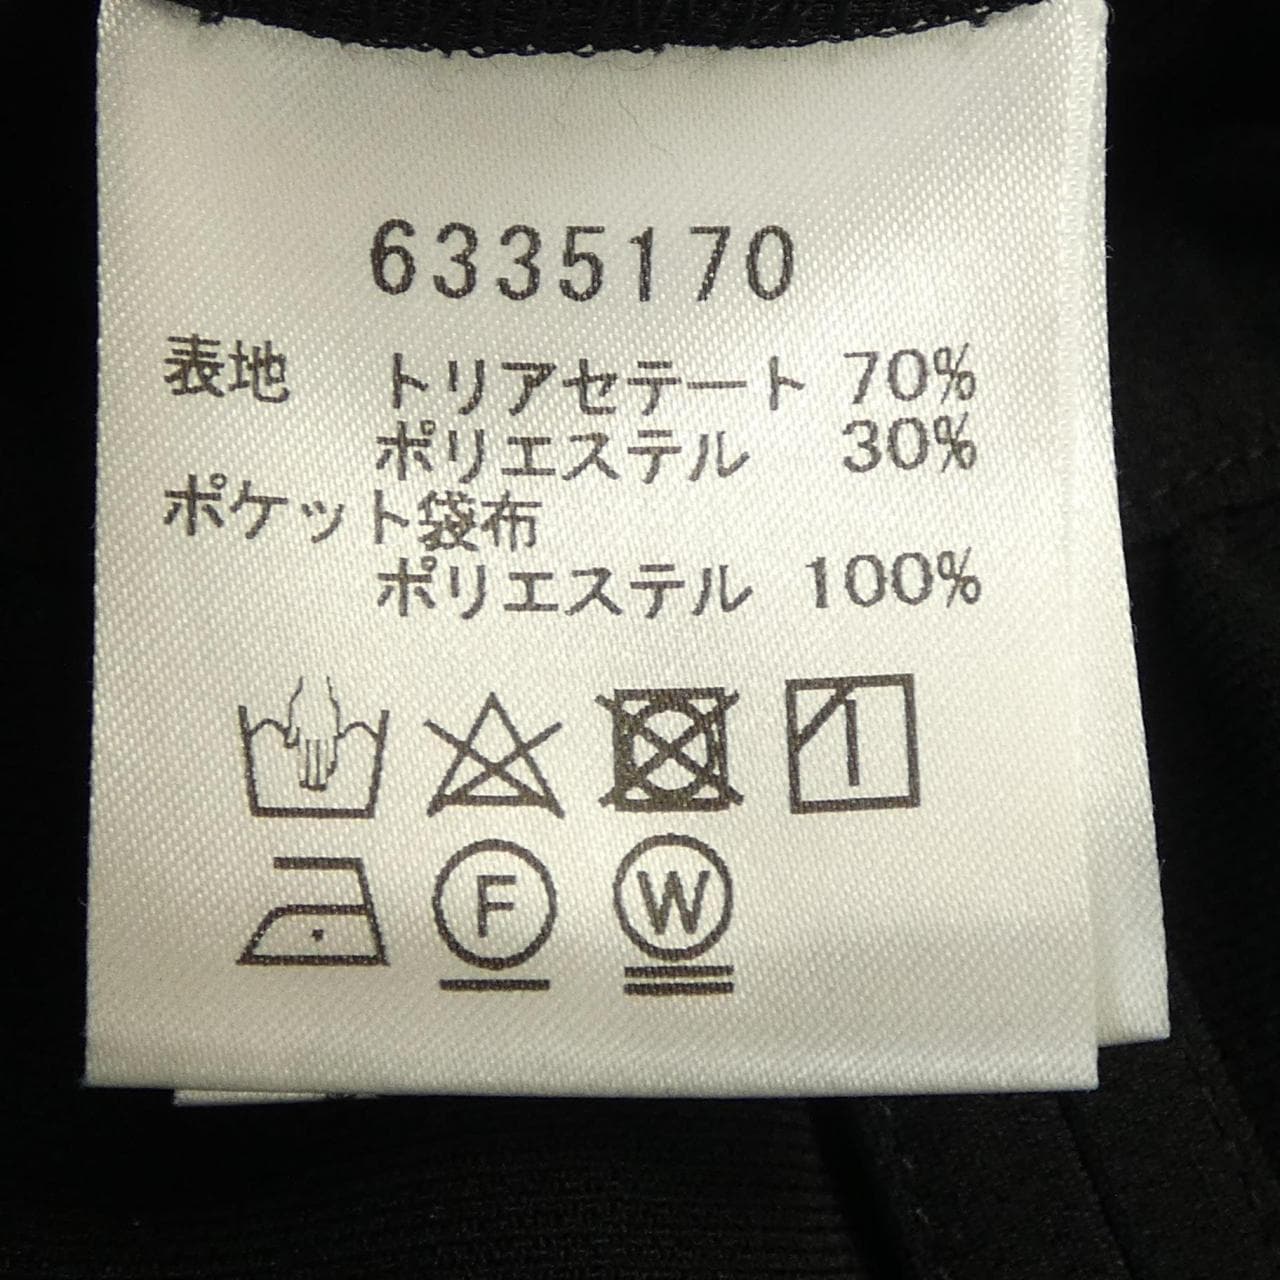 6335170
表地 トリアセテート 70%
ポリエステル 30%
ポケット袋布
ポリエステル 100%
F W